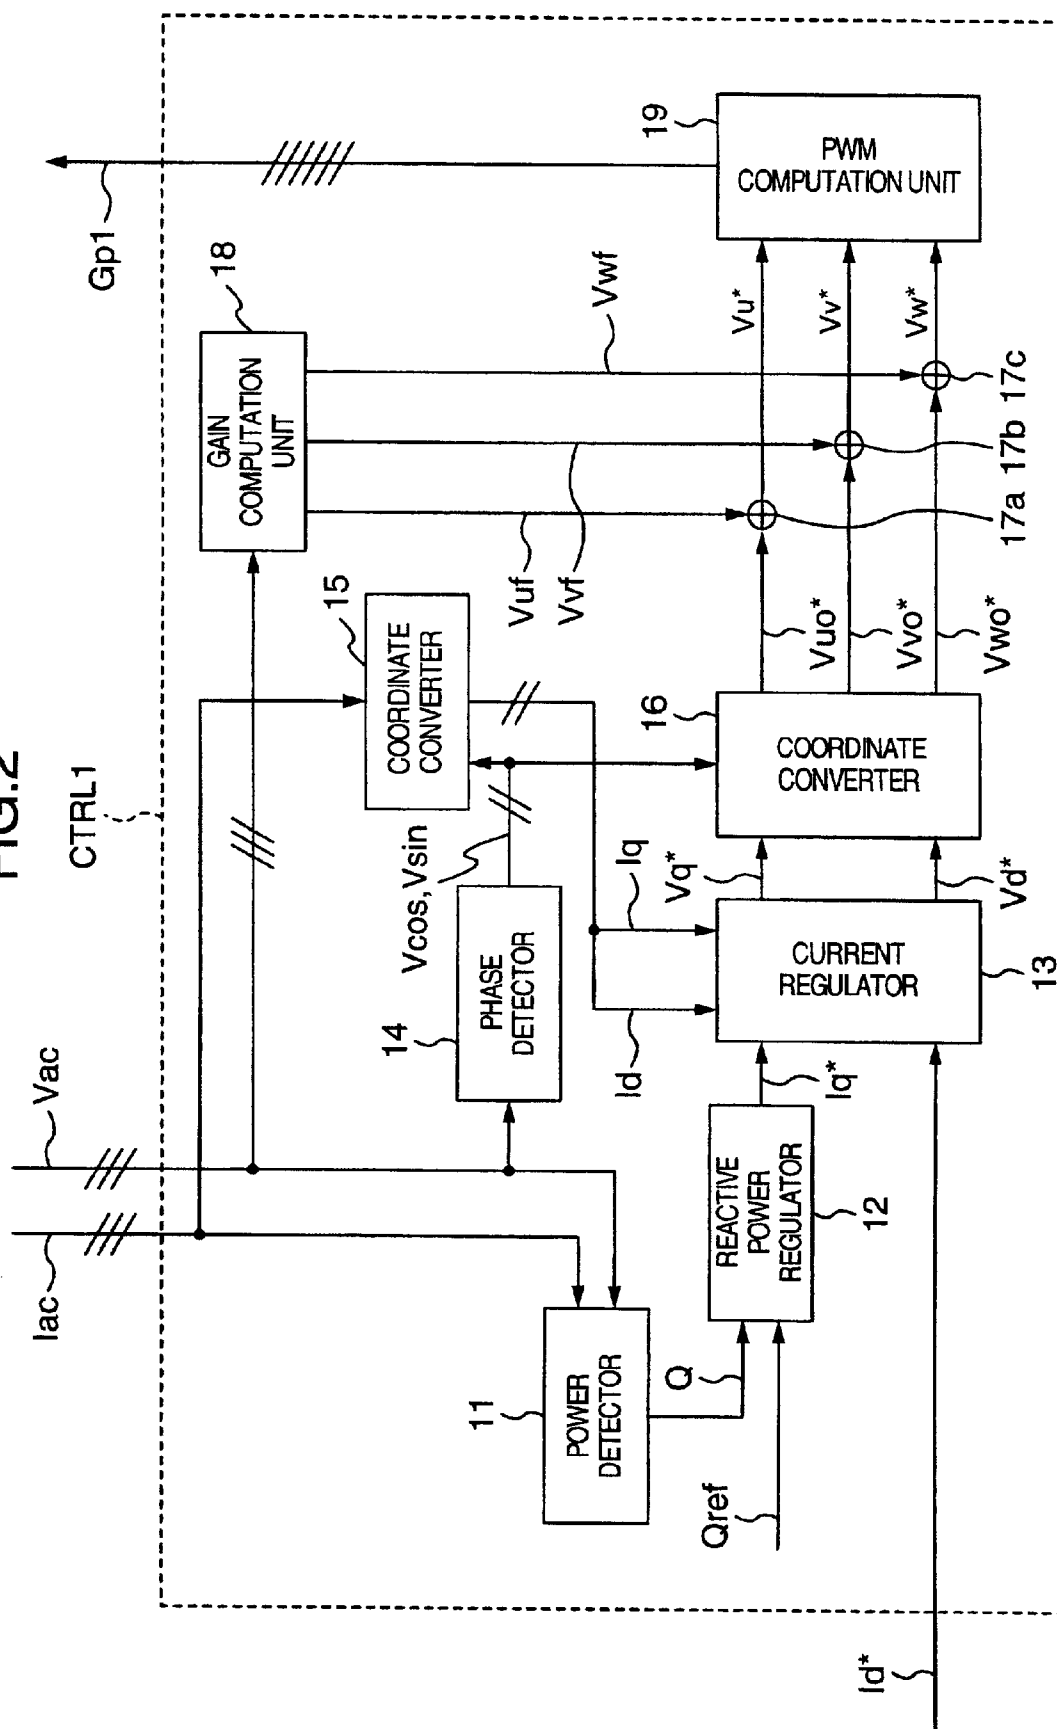 FIG.2
CTRL1
Iac
Vac
Gp1
18
GAIN
COMPUTATION
UNIT
15
COORDINATE
CONVERTER
Vcos,Vsin
14
PHASE
DETECTOR
11
POWER
DETECTOR
Q
Qref
REACTIVE
POWER
REGULATOR
12
Iq*
Id
Iq
Id*
CURRENT
REGULATOR
13
Vq*
Vd*
16
COORDINATE
CONVERTER
Vuo*
Vvo*
Vwo*
Vuf
Vvf
Vwf
17a
17b
17c
Vu*
Vv*
Vw*
19
PWM
COMPUTATION UNIT